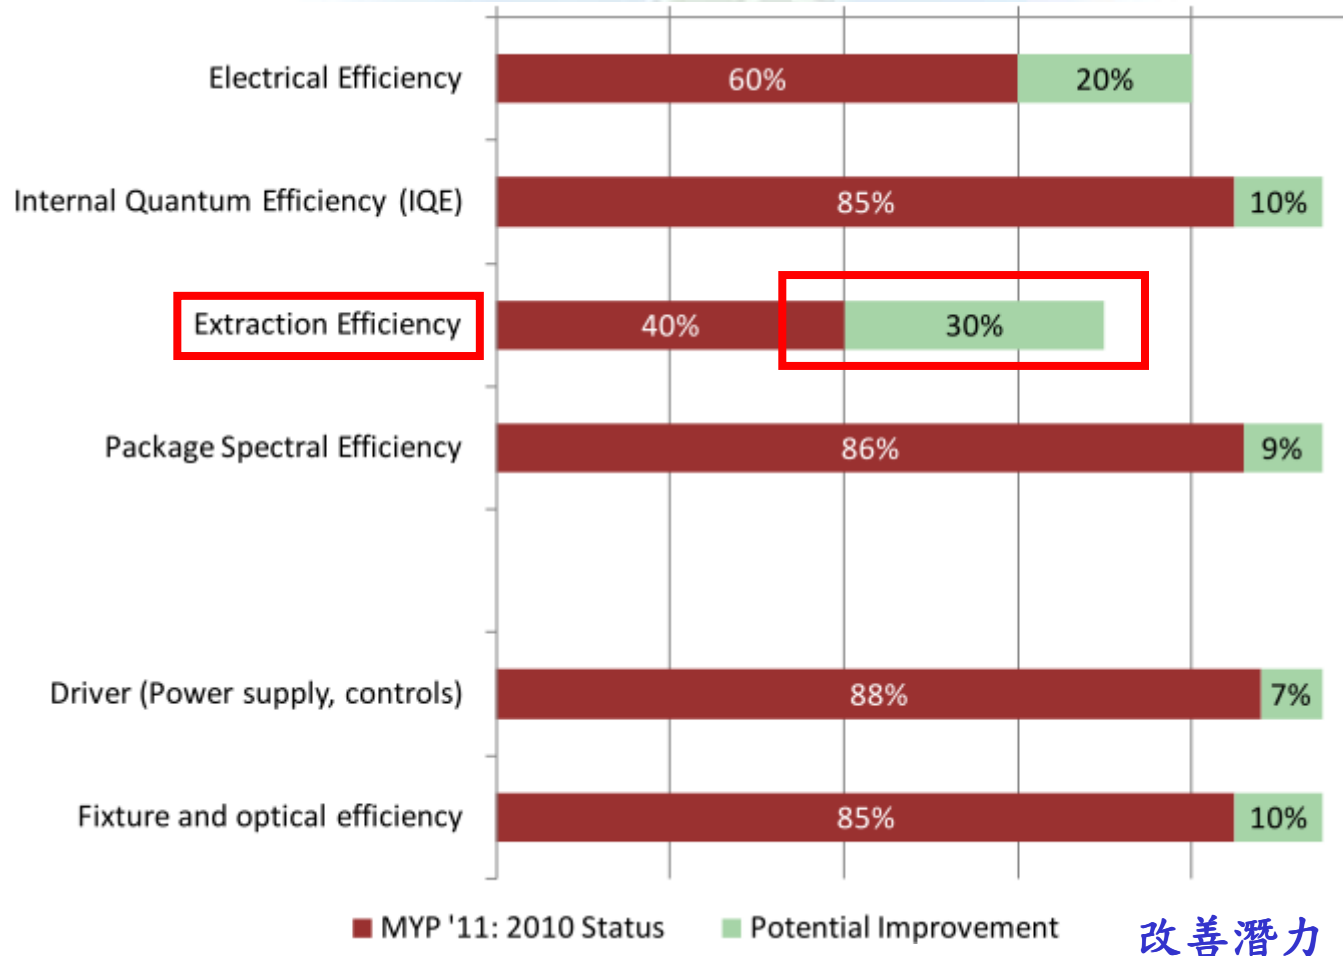 Electrical Efficiency 60% 20%
Internal Quantum Efficiency (IQE) 85% 10%
Extraction Efficiency 40% 30%
Package Spectral Efficiency 86% 9%
Driver (Power supply, controls) 88% 7%
Fixture and optical efficiency 85% 10%
MYP '11: 2010 Status Potential Improvement
改善潛力